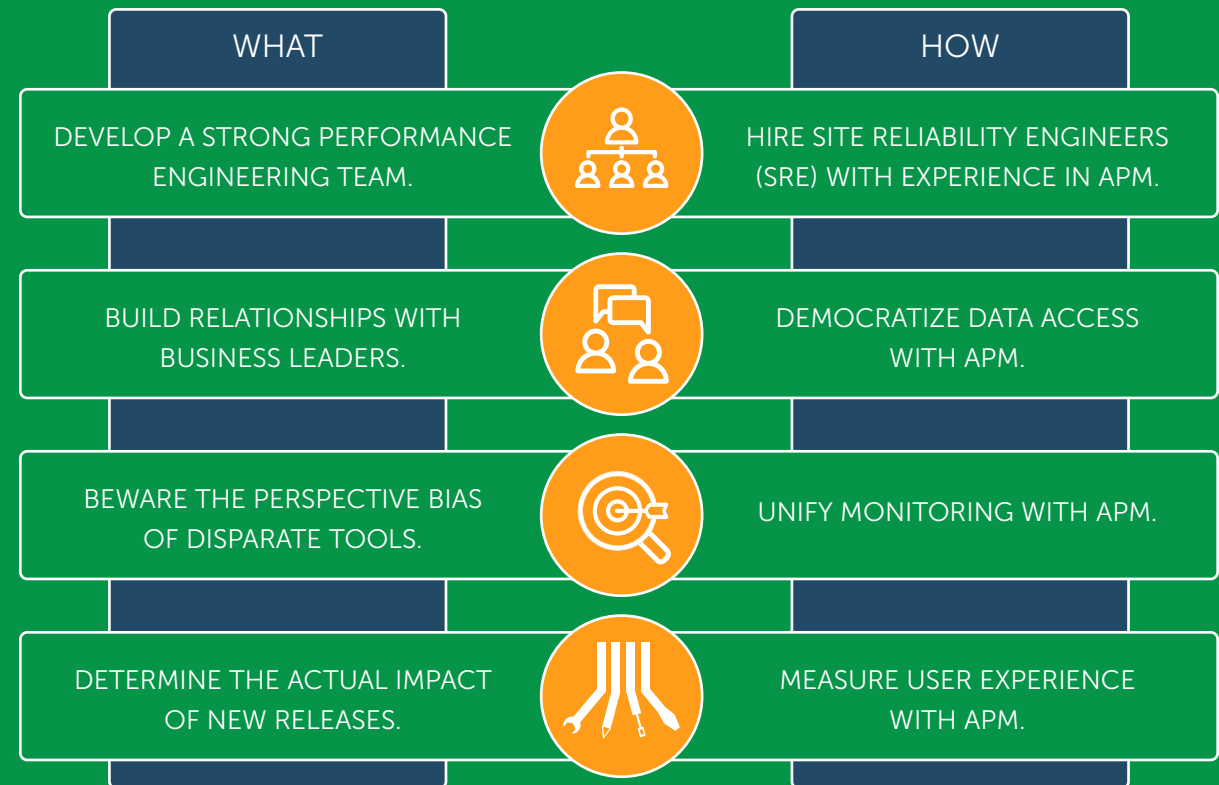 WHAT
HOW
DEVELOP A STRONG PERFORMANCE
ENGINEERING TEAM.
HIRE SITE RELIABILITY ENGINEERS
(SRE) WITH EXPERIENCE IN APM.
BUILD RELATIONSHIPS WITH
BUSINESS LEADERS.
DEMOCRATIZE DATA ACCESS
WITH APM.
BEWARE THE PERSPECTIVE BIAS
OF DISPARATE TOOLS.
UNIFY MONITORING WITH APM.
DETERMINE THE ACTUAL IMPACT
OF NEW RELEASES.
MEASURE USER EXPERIENCE
WITH APM.